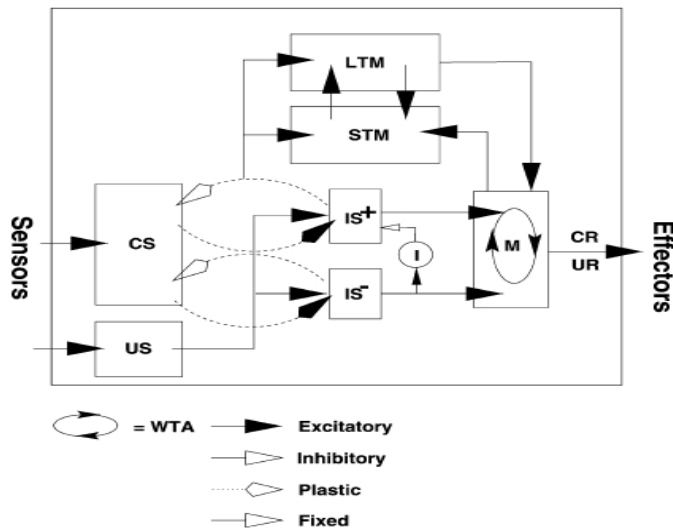 LTM
STM
Sensors
CS
US
IS+
IS-
I
M
CR
UR
Effectors
= WTA
Excitatory
Inhibitory
Plastic
Fixed